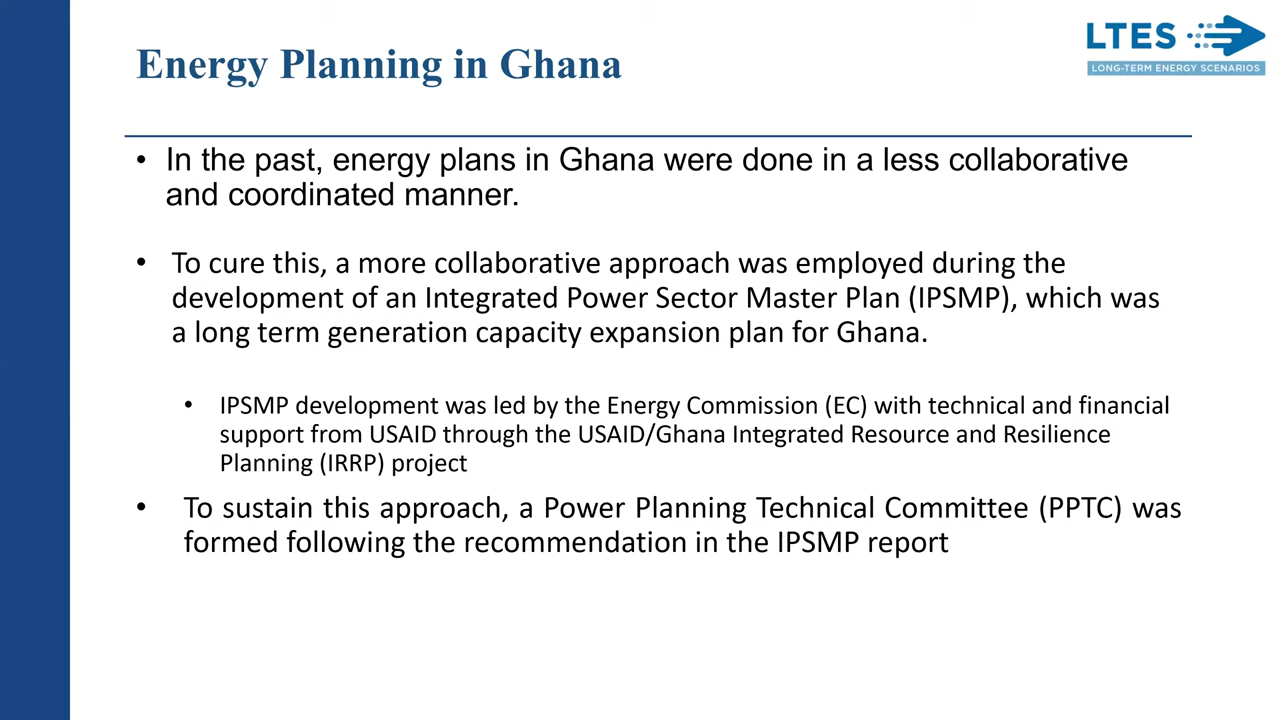 Energy Planning in Ghana
LTES
LONG-TERM ENERGY SCENARIOS
• In the past, energy plans in Ghana were done in a less collaborative
and coordinated manner.
• To cure this, a more collaborative approach was employed during the
development of an Integrated Power Sector Master Plan (IPSMP), which was
a long term generation capacity expansion plan for Ghana.
• IPSMP development was led by the Energy Commission (EC) with technical and financial
support from USAID through the USAID/Ghana Integrated Resource and Resilience
Planning (IRRP) project
• To sustain this approach, a Power Planning Technical Committee (PPTC) was
formed following the recommendation in the IPSMP report